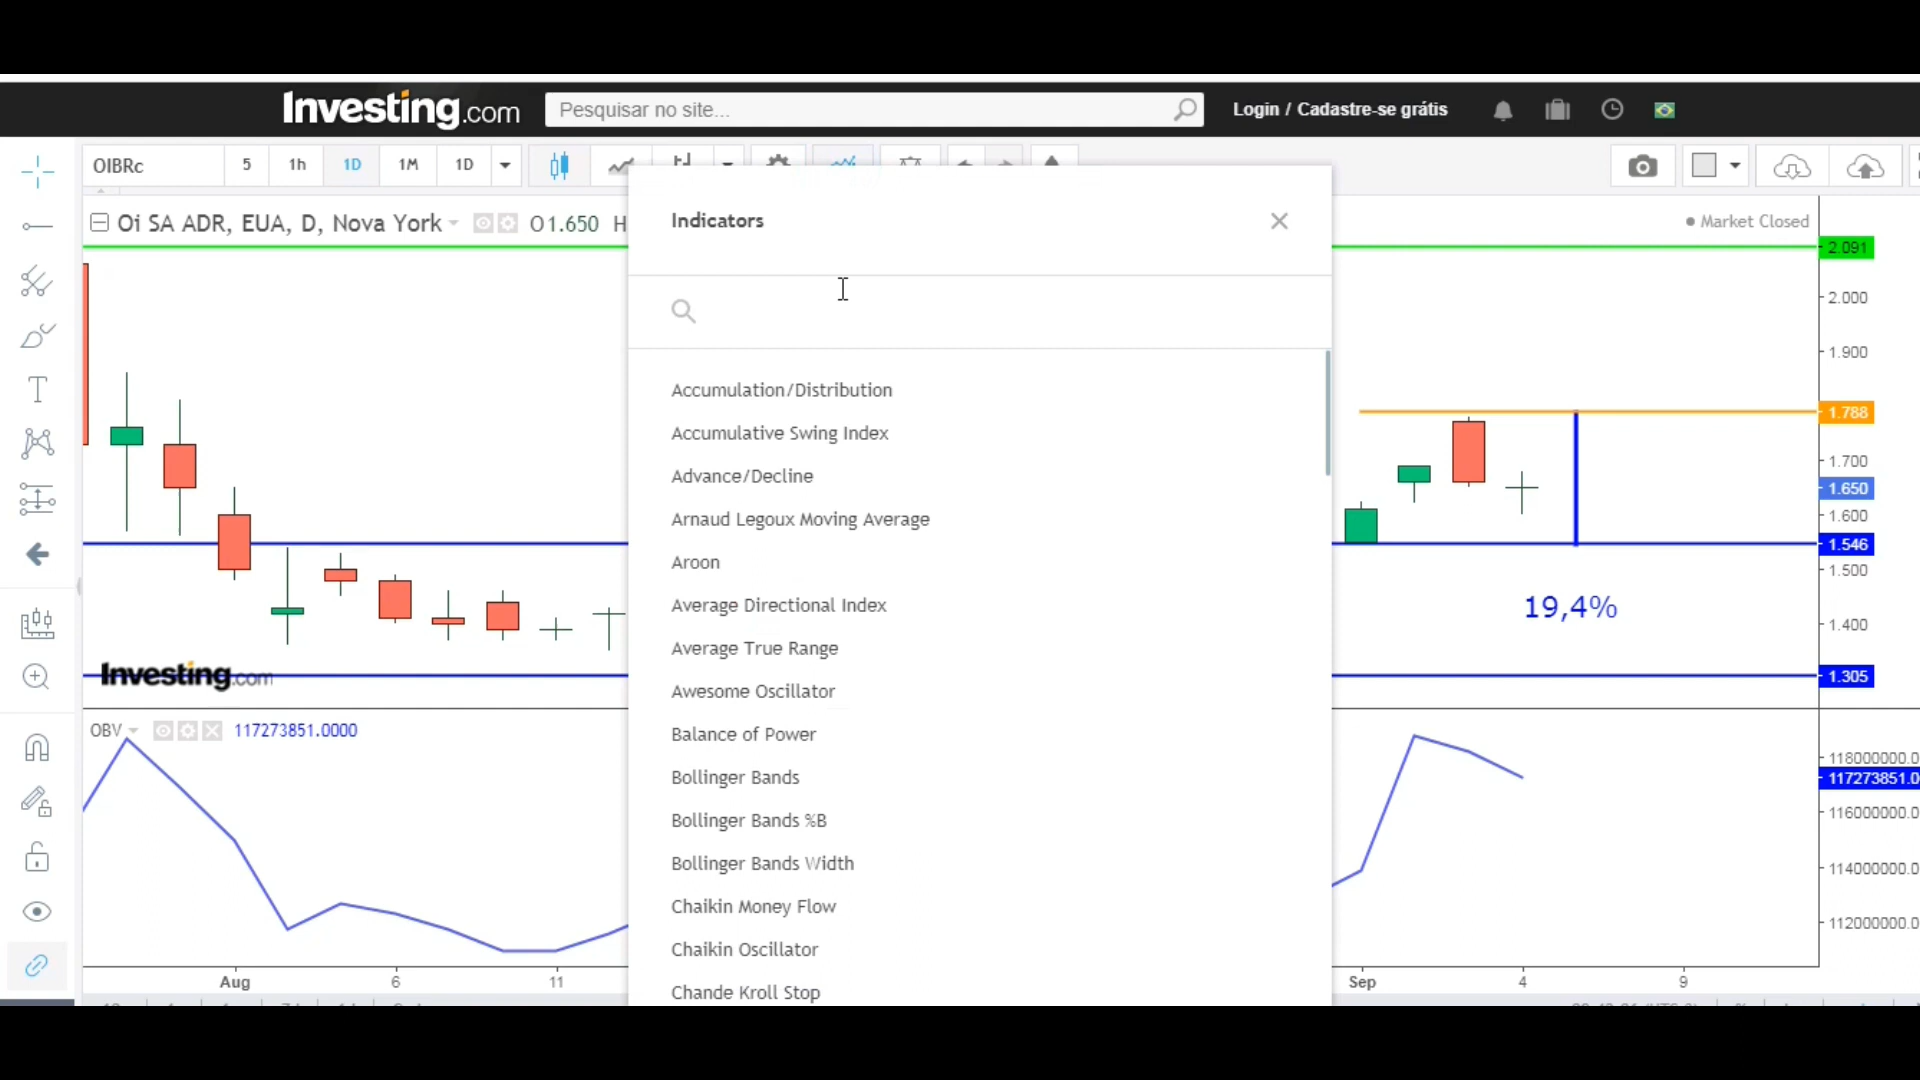 Investing.com
Pesquisar no site...
Login / Cadastre-se grátis
OIBRc
5
1h
1D
1M
1D
Indicators
Oi SA ADR, EUA, D, Nova York
O1.650 H
Market Closed
2.091
2.000
1.900
1.788
1.700
1.650
1.600
1.546
1.500
1.400
1.305
19,4%
Accumulation/Distribution
Accumulative Swing Index
Advance/Decline
Arnaud Legoux Moving Average
Aroon
Average Directional Index
Average True Range
Awesome Oscillator
Balance of Power
Bollinger Bands
Bollinger Bands %B
Bollinger Bands Width
Chaikin Money Flow
Chaikin Oscillator
Chande Kroll Stop
Investing.com
OBV
117273851.0000
118000000.0
117273851.0
116000000.0
114000000.0
112000000.0
Aug
6
11
Sep
4
9